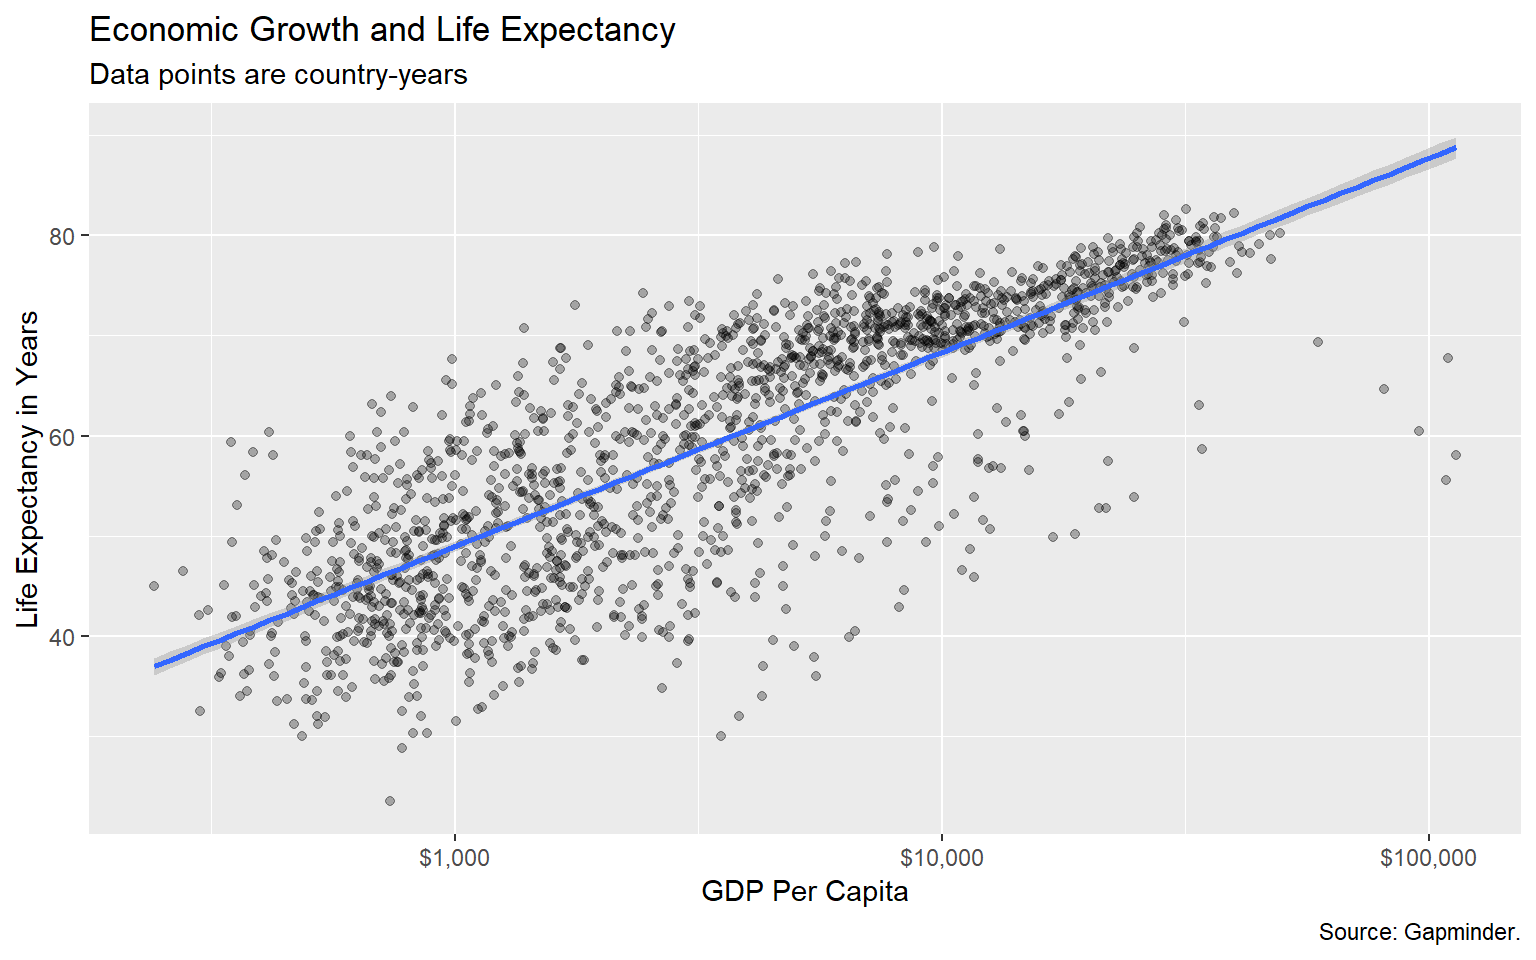 Economic Growth and Life Expectancy
Data points are country-years
Life Expectancy in Years
80
60
40
$1,000
$10,000
$100,000
GDP Per Capita
Source: Gapminder.